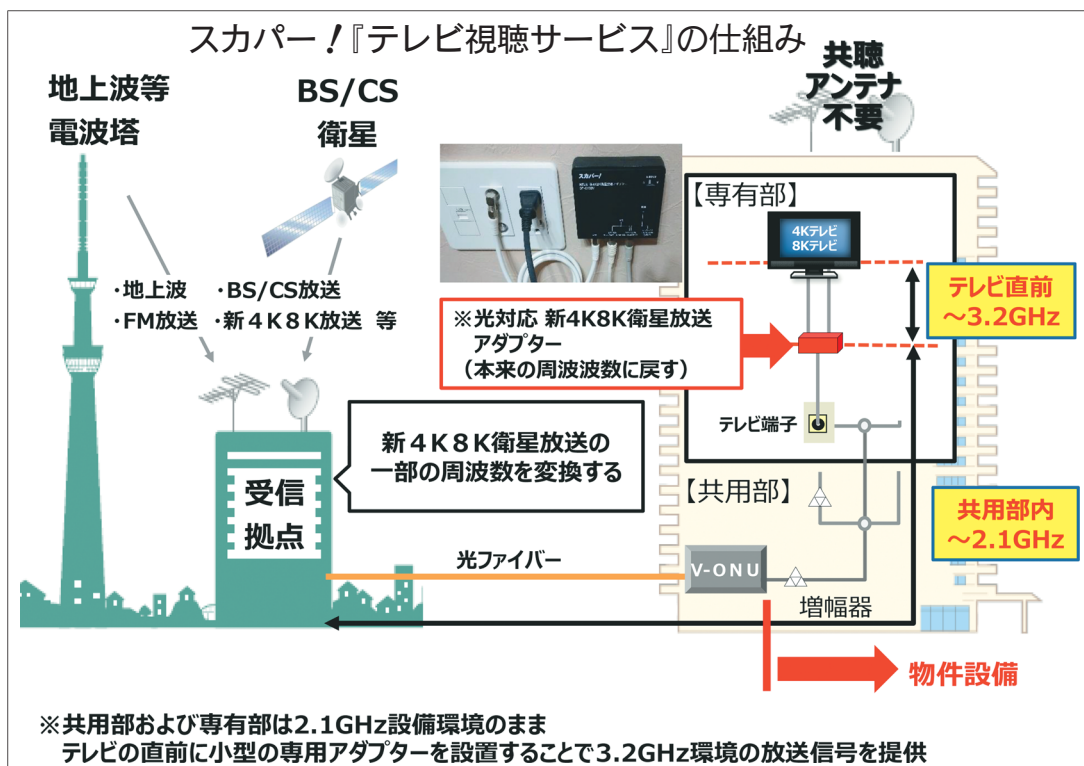 スカパー!『テレビ視聴サービス』の仕組み
地上波等
電波塔
BS/CS
衛星
共聴
アンテナ
不要
スカパー!
【専有部】
4Kテレビ
8Kテレビ
・地上波
・FM放送
・BS/CS放送
・新4K8K放送 等
※光対応 新4K8K衛星放送
アダプター
(本来の周波波数に戻す)
テレビ直前
～3.2GHz
テレビ端子
新4K8K衛星放送の
一部の周波数を変換する
受信
拠点
【共用部】
共用部内
～2.1GHz
光ファイバー
V-ONU
増幅器
物件設備
※共用部および専有部は2.1GHz設備環境のまま
テレビの直前に小型の専用アダプターを設置することで3.2GHz環境の放送信号を提供